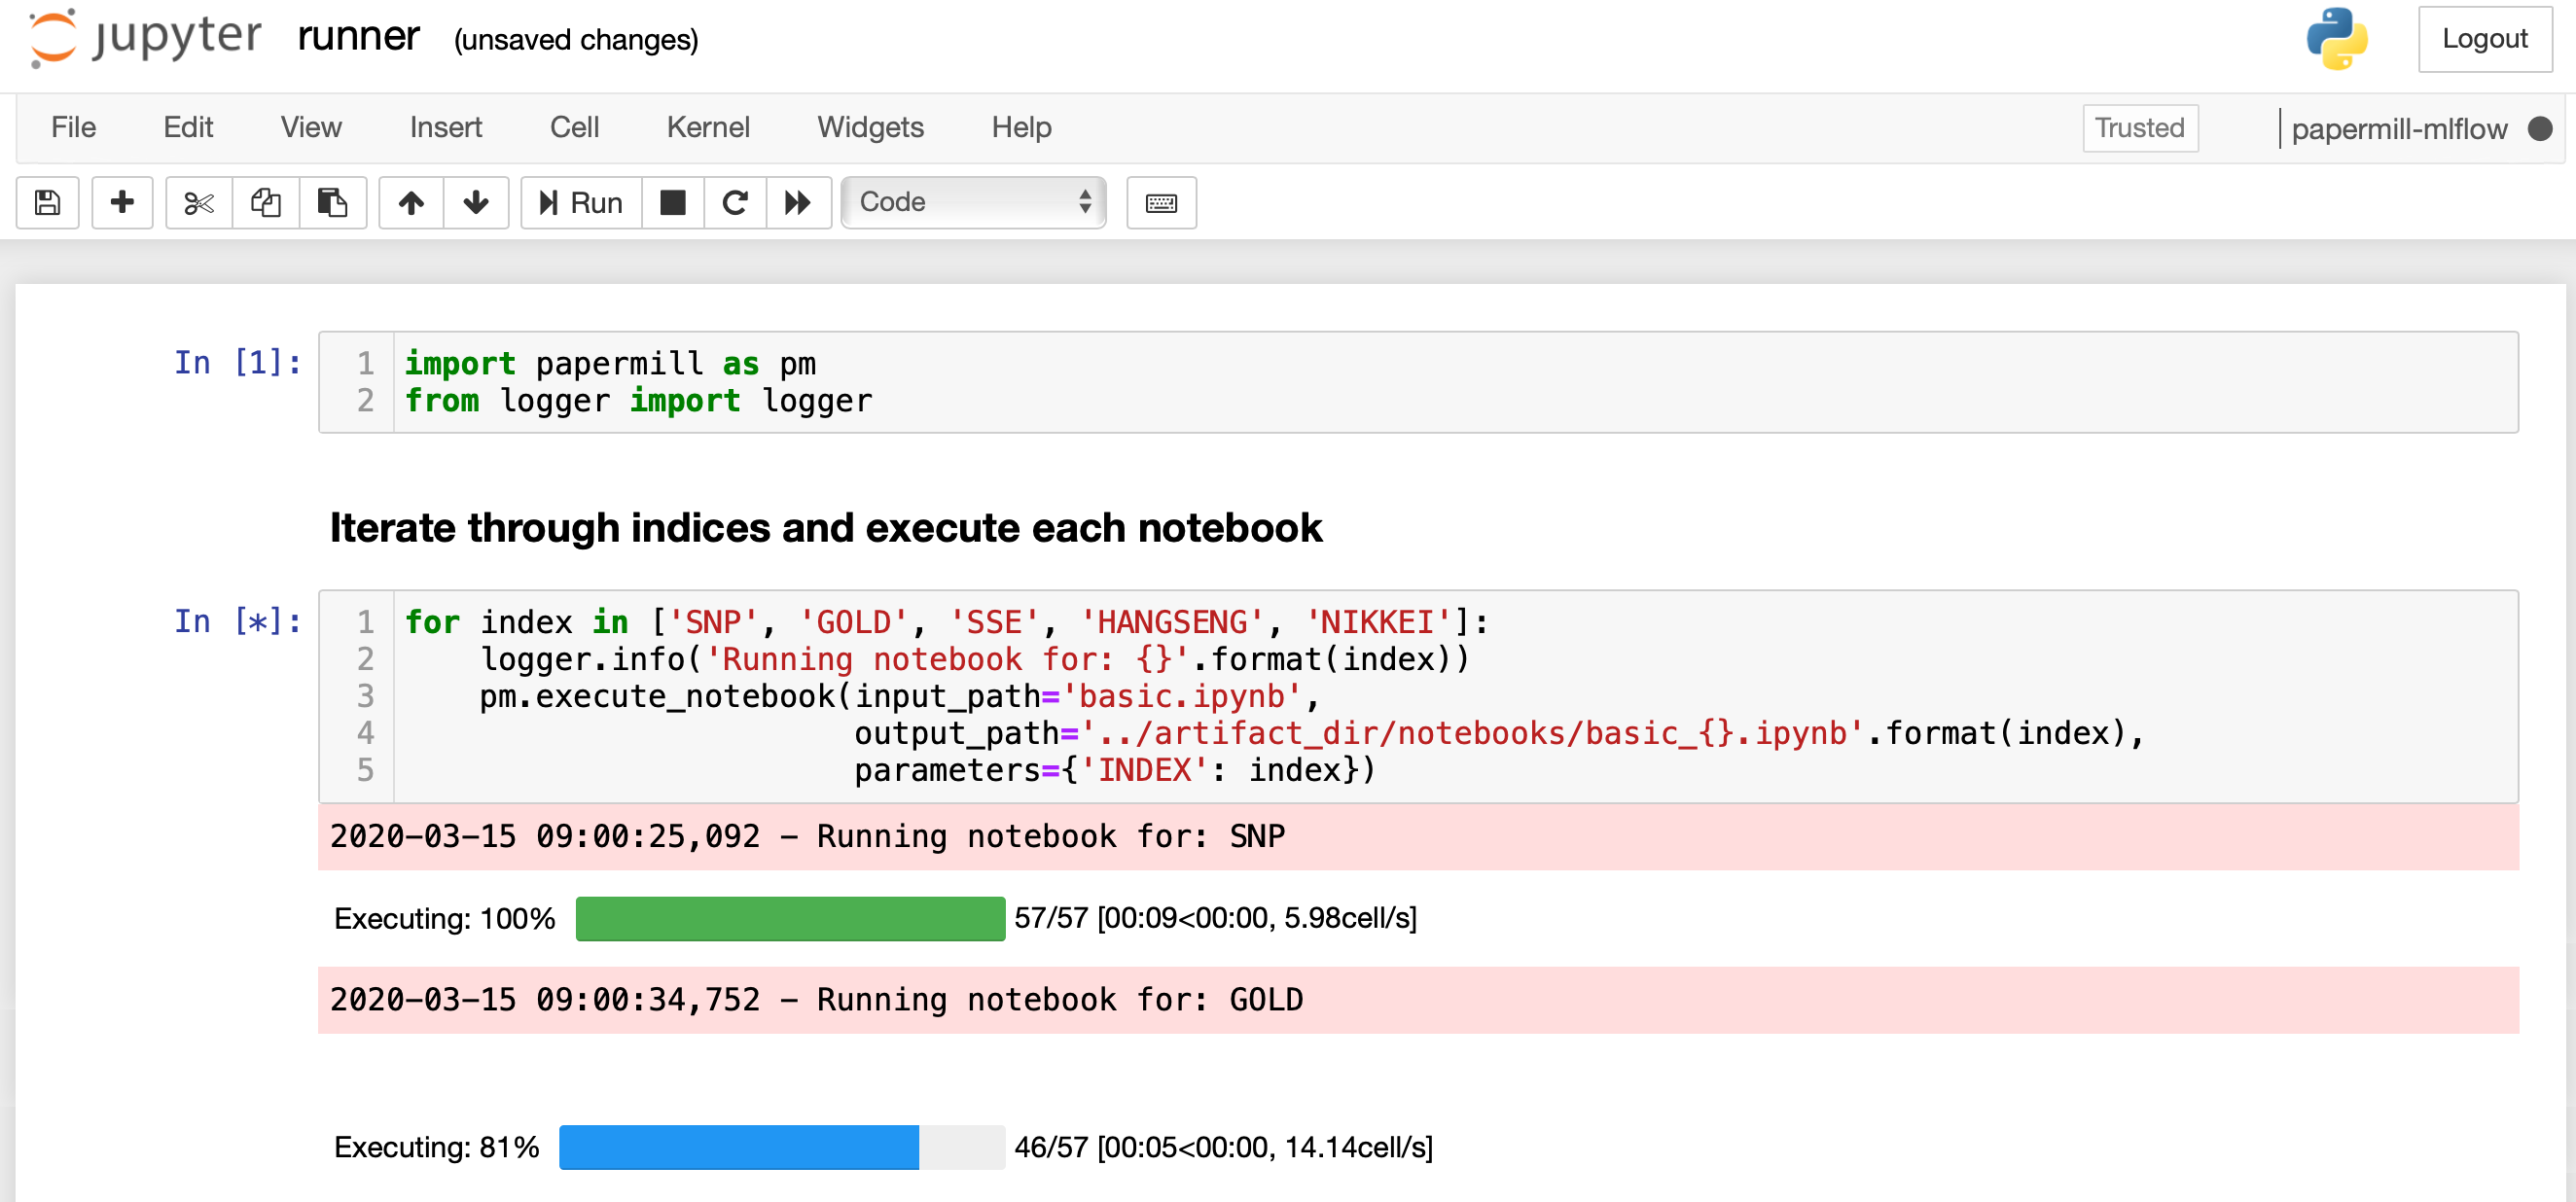 jupyter runner (unsaved changes) Logout
File Edit View Insert Cell Kernel Widgets Help Trusted papermill-mlflow
Run Code
In [1]: 1 import papermill as pm
2 from logger import logger
Iterate through indices and execute each notebook
In [*]: 1 for index in ['SNP', 'GOLD', 'SSE', 'HANGSENG', 'NIKKEI']:
2     logger.info('Running notebook for: {}'.format(index))
3     pm.execute_notebook(input_path='basic.ipynb',
4                         output_path='../artifact_dir/notebooks/basic_{}.ipynb'.format(index),
5                         parameters={'INDEX': index})
2020-03-15 09:00:25,092 - Running notebook for: SNP
Executing: 100% 57/57 [00:09<00:00, 5.98cell/s]
2020-03-15 09:00:34,752 - Running notebook for: GOLD
Executing: 81% 46/57 [00:05<00:00, 14.14cell/s]